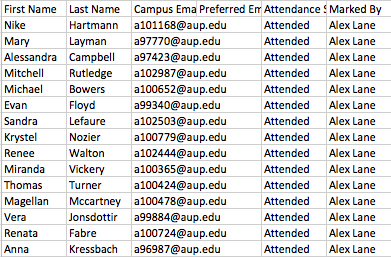 First Name Last Name Campus Ema Preferred Em Attendance S Marked By
Nike Hartmann a101168@aup.edu Attended Alex Lane
Mary Layman a97770@aup.edu Attended Alex Lane
Alessandra Campbell a97423@aup.edu Attended Alex Lane
Mitchell Rutledge a102987@aup.edu Attended Alex Lane
Michael Bowers a100652@aup.edu Attended Alex Lane
Evan Floyd a99340@aup.edu Attended Alex Lane
Sandra Lefaure a102503@aup.edu Attended Alex Lane
Krystel Nozier a100779@aup.edu Attended Alex Lane
Renee Walton a102444@aup.edu Attended Alex Lane
Miranda Vickery a100365@aup.edu Attended Alex Lane
Thomas Turner a100424@aup.edu Attended Alex Lane
Magellan Mccartney a100478@aup.edu Attended Alex Lane
Vera Jonsdottir a99884@aup.edu Attended Alex Lane
Renata Fabre a100724@aup.edu Attended Alex Lane
Anna Kressbach a96987@aup.edu Attended Alex Lane